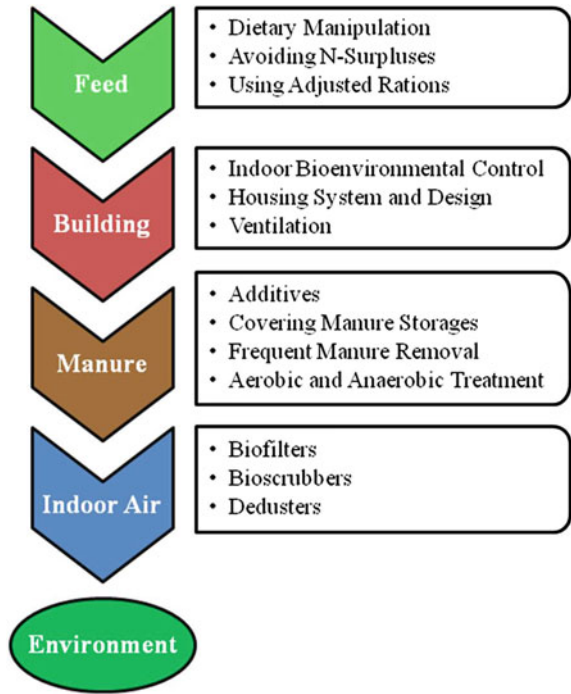 Feed
• Dietary Manipulation
• Avoiding N-Surpluses
• Using Adjusted Rations
Building
• Indoor Bioenvironmental Control
• Housing System and Design
• Ventilation
Manure
• Additives
• Covering Manure Storages
• Frequent Manure Removal
• Aerobic and Anaerobic Treatment
Indoor Air
• Biofilters
• Bioscrubbers
• Dedusters
Environment